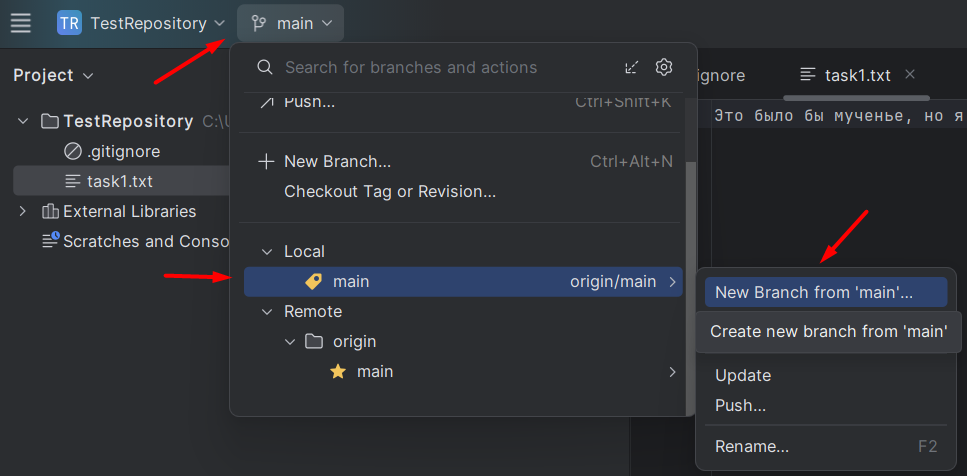 TR TestRepository main
Project
Search for branches and actions
ignore task1.txt
Push... Ctrl+Shift+K
Это было бы мученье, но я
TestRepository C:\
.gitignore
New Branch... Ctrl+Alt+N
task1.txt
Checkout Tag or Revision...
External Libraries
Scratches and Conso
Local
main origin/main
New Branch from 'main'...
Remote
Create new branch from 'main'
origin
main
Update
Push...
Rename... F2